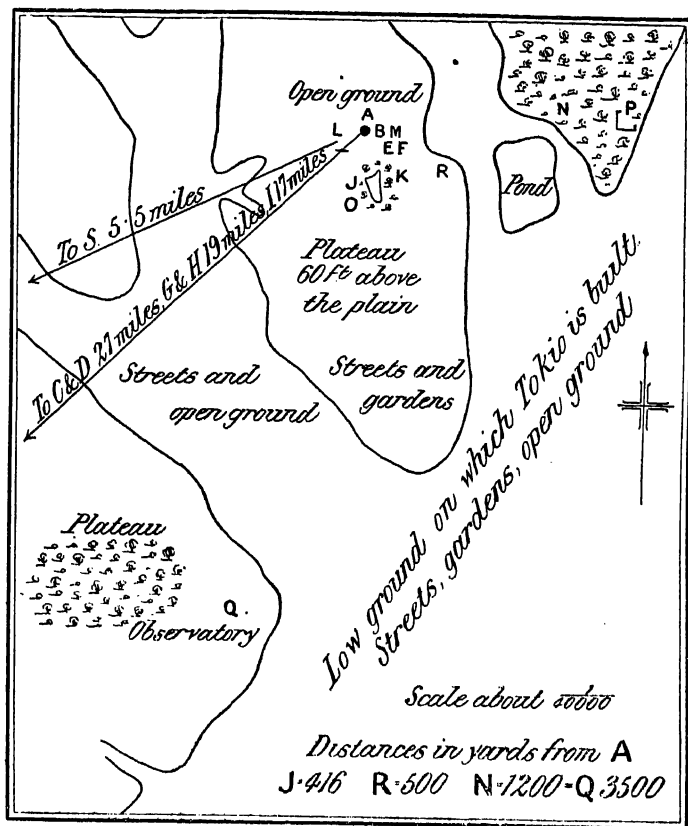 Open ground
A
L B M
E F
J K
O
R
N P
Pond
To S. 5·5 miles
To C & D 27 miles, G & H 19 miles, I 17 miles
Plateau
60 Ft above
the plain
Streets and
open ground
Streets and
gardens
Low ground on which Tokio is built.
Streets, gardens, open ground
Plateau
Q
Observatory
Scale about 1/40000
Distances in yards from A
J·416 R·500 N·1200-Q 3500